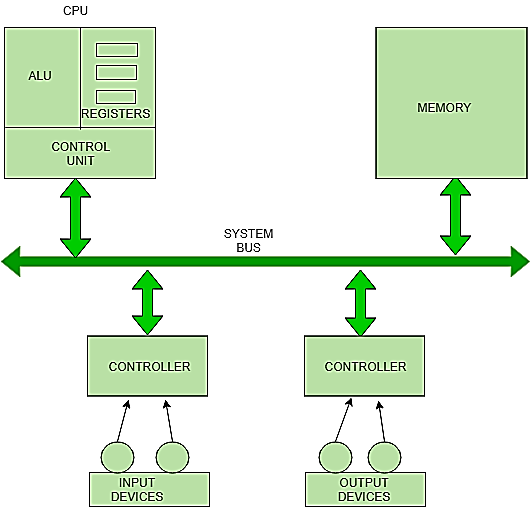 CPU
ALU
REGISTERS
CONTROL
UNIT
MEMORY
SYSTEM
BUS
CONTROLLER
CONTROLLER
INPUT
DEVICES
OUTPUT
DEVICES